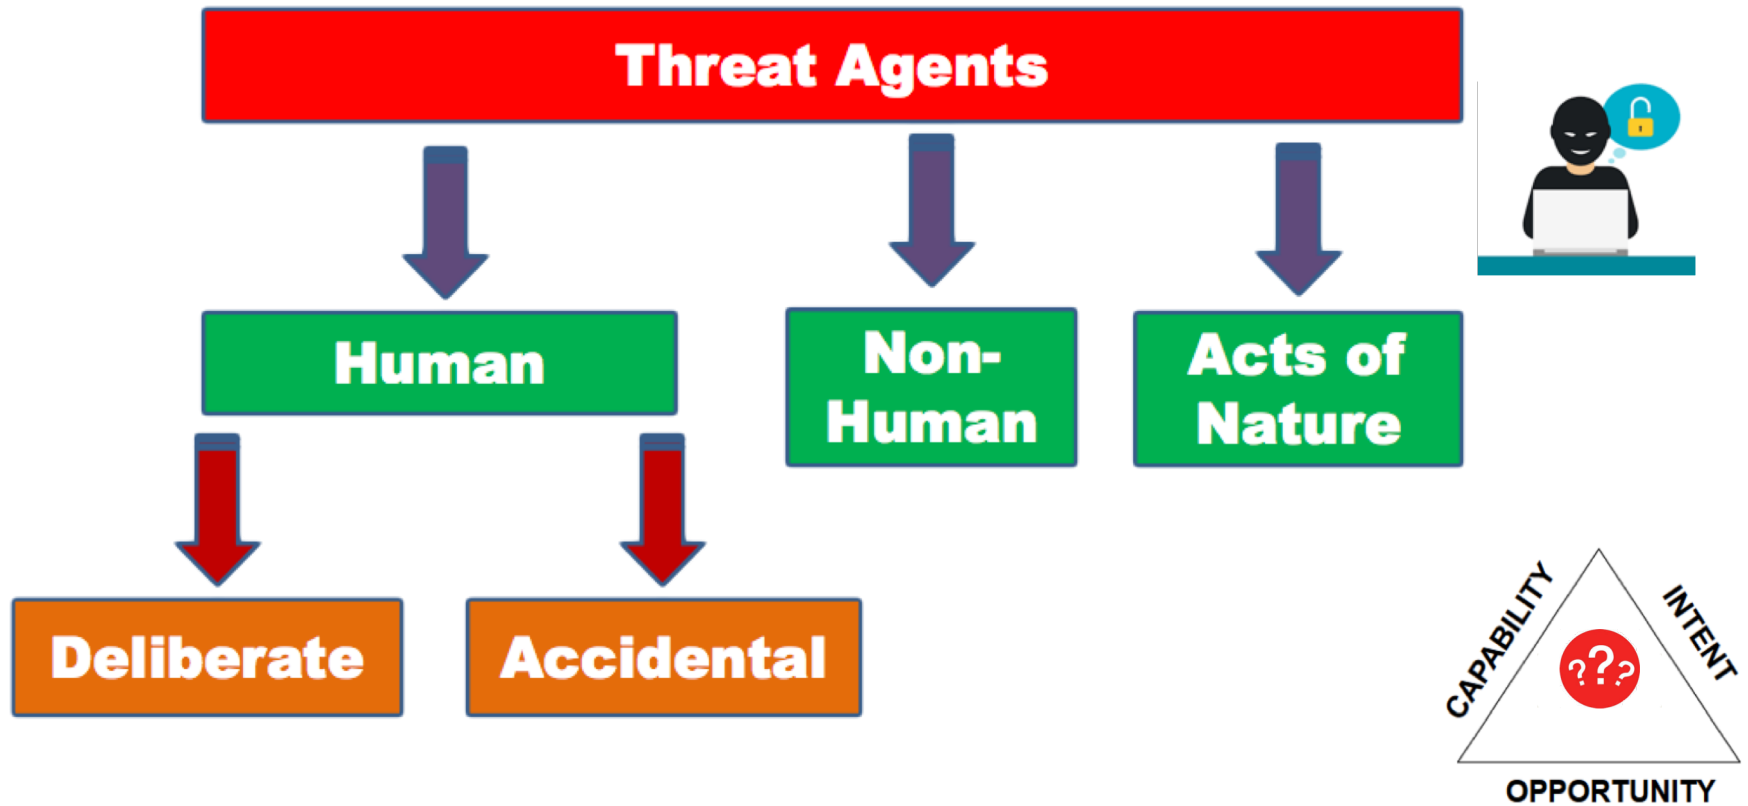 Threat Agents
Human
Non-
Human
Acts of
Nature
Deliberate
Accidental
CAPABILITY
INTENT
???
OPPORTUNITY